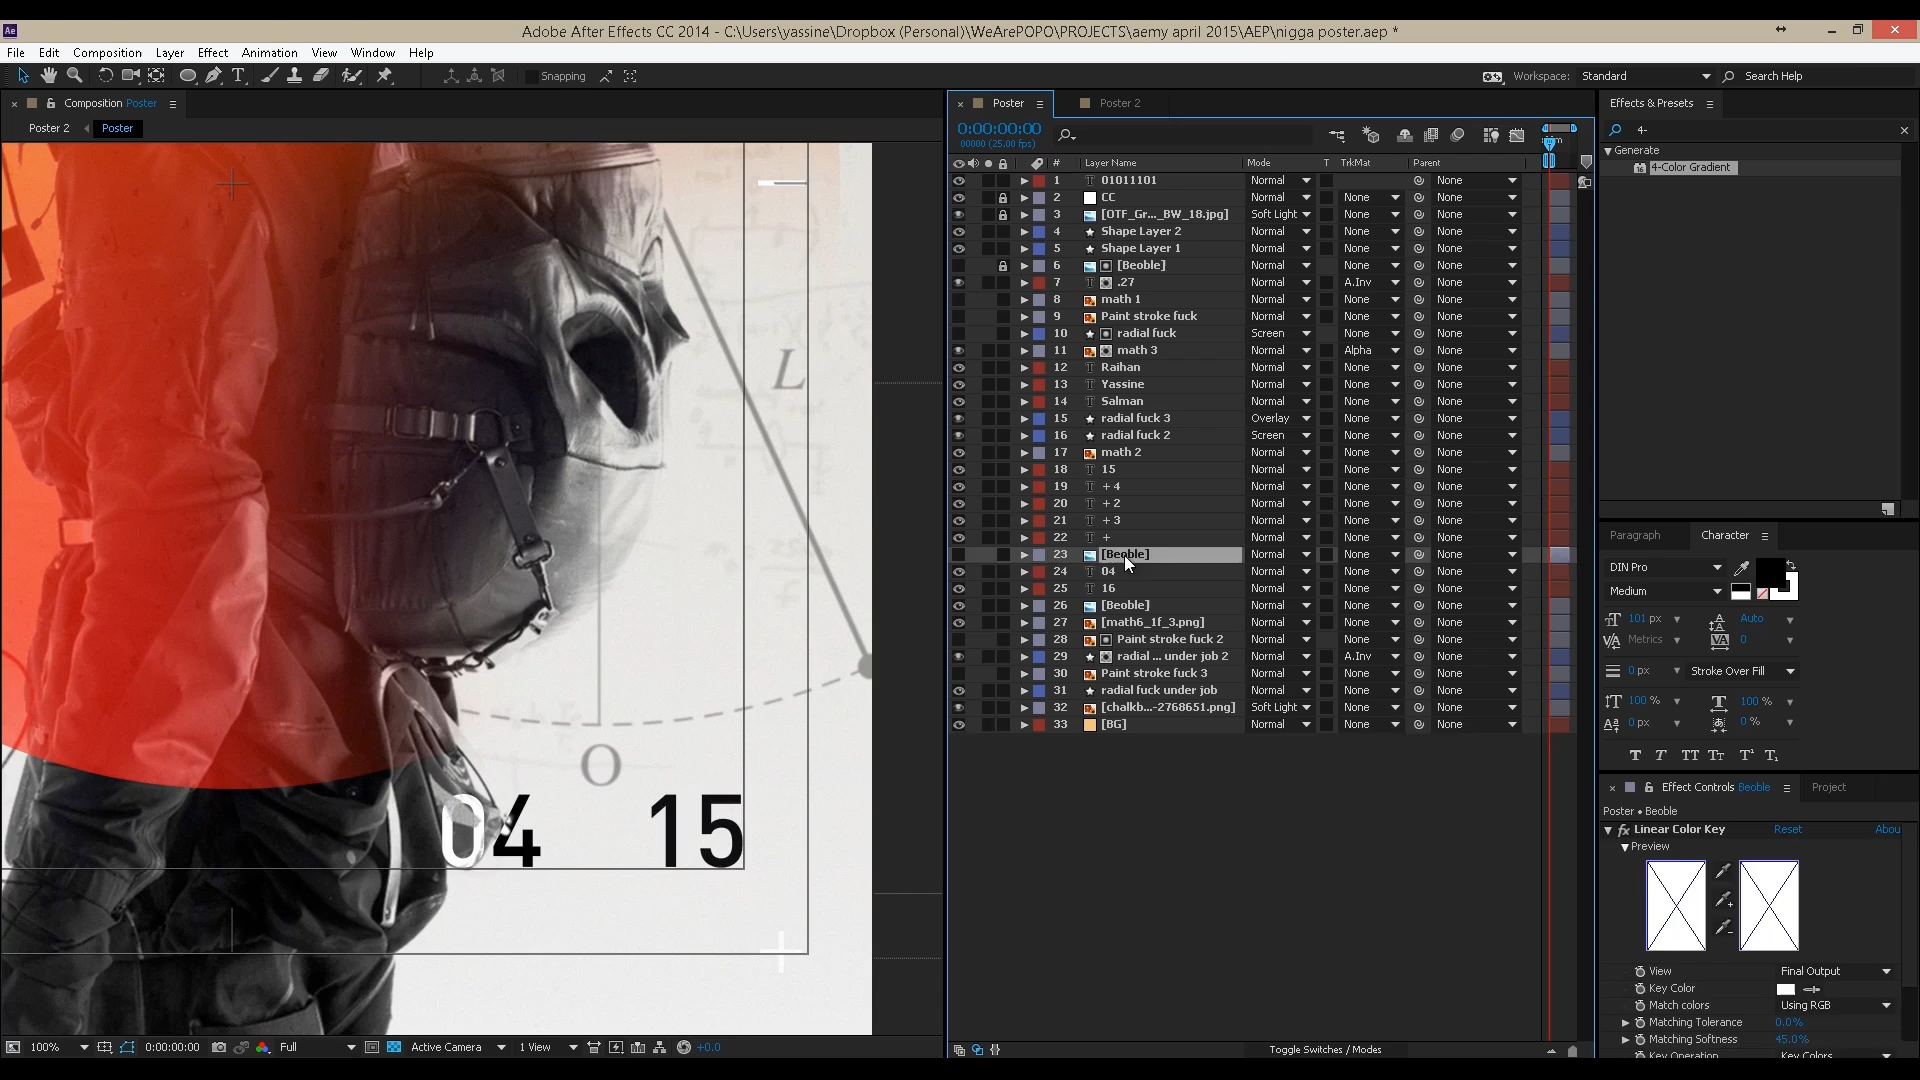 Adobe After Effects CC 2014 - C:\Users\yassine\Dropbox (Personal)\WeArePOPO\PROJECTS\aemy april 2015\AEP\nigga poster.aep *
File Edit Composition Layer Effect Animation View Window Help
Snapping
Workspace: Standard
Search Help
Composition Poster
Poster 2
Poster
L
O
04 15
100%
0:00:00:00
Full
Active Camera
1 View
+0.0
Poster
Poster 2
0:00:00:00
00000 (25.00 fps)
# Layer Name Mode T TrkMat Parent
1 T 01011101 Normal None
2 CC Normal None None
3 [OTF_Gr..._BW_18.jpg] Soft Light None None
4 Shape Layer 2 Normal None None
5 Shape Layer 1 Normal None None
6 [Beoble] Normal None None
7 T .27 Normal A.Inv None
8 math 1 Normal None None
9 Paint stroke fuck Normal None None
10 radial fuck Screen None None
11 math 3 Normal Alpha None
12 T Raihan Normal None None
13 T Yassine Normal None None
14 T Salman Normal None None
15 radial fuck 3 Overlay None None
16 radial fuck 2 Screen None None
17 math 2 Normal None None
18 T 15 Normal None None
19 T + 4 Normal None None
20 T + 2 Normal None None
21 T + 3 Normal None None
22 T + Normal None None
23 [Beoble] Normal None None
24 T 04 Normal None None
25 T 16 Normal None None
26 [Beoble] Normal None None
27 [math6_1f_3.png] Normal None None
28 Paint stroke fuck 2 Normal None None
29 radial ... under job 2 Normal A.Inv None
30 Paint stroke fuck 3 Normal None None
31 radial fuck under job Normal None None
32 [chalkb...-2768651.png] Soft Light None None
33 [BG] Normal None None
Toggle Switches / Modes
Effects & Presets
4-
Generate
4-Color Gradient
Paragraph Character
DIN Pro
Medium
101 px Auto
Metrics 0
0 px Stroke Over Fill
100 % 100 %
0 px 0 %
T T TT Tt T¹ T₁
Effect Controls Beoble Project
Poster • Beoble
fx Linear Color Key Reset Abou
Preview
View Final Output
Key Color
Match colors Using RGB
Matching Tolerance 0.0%
Matching Softness 45.0%
Key Operation Key Colors